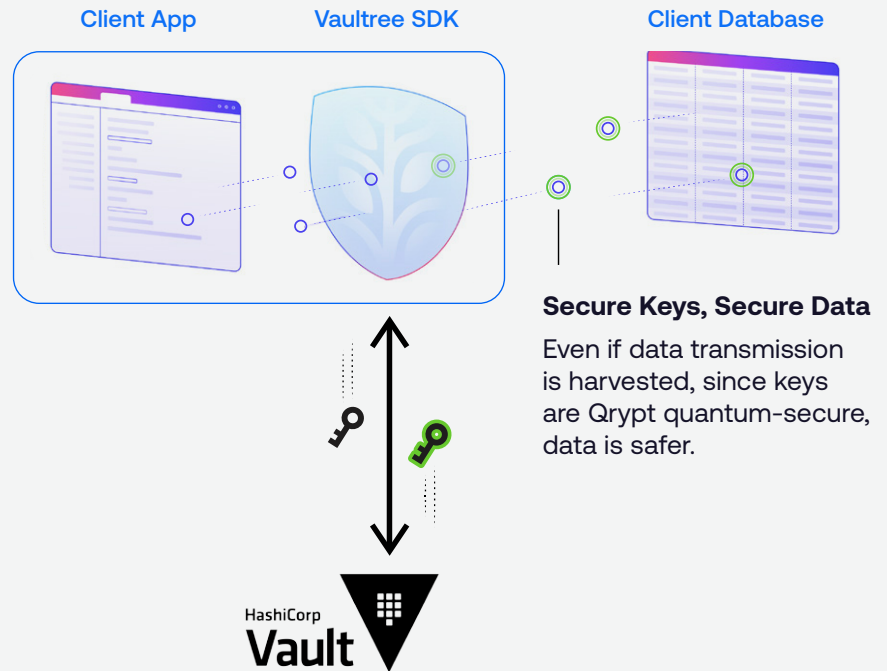 Client App
Vaultree SDK
Client Database
Secure Keys, Secure Data
Even if data transmission
is harvested, since keys
are Qrypt quantum-secure,
data is safer.
HashiCorp
Vault